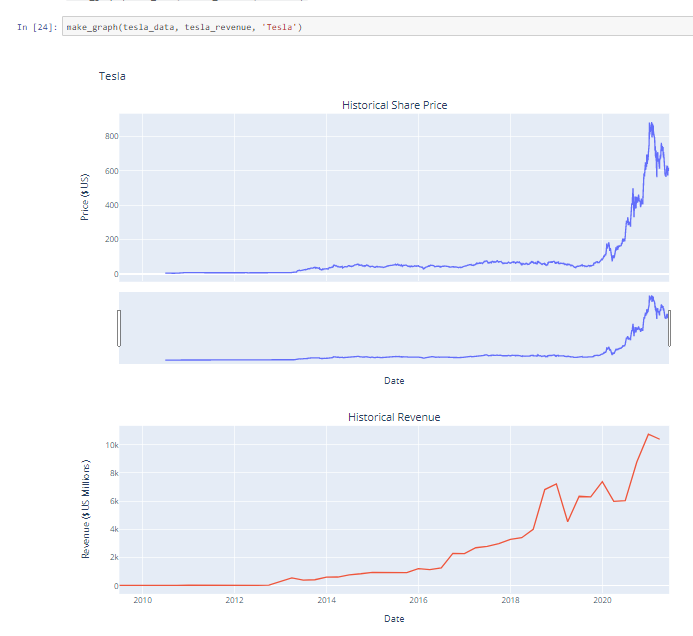 In [24]: make_graph(tesla_data, tesla_revenue, 'Tesla')
Tesla
Historical Share Price
Price ($US)
800
600
400
200
0
Date
Historical Revenue
Revenue ($US Millions)
10k
8k
6k
4k
2k
0
2010 2012 2014 2016 2018 2020
Date